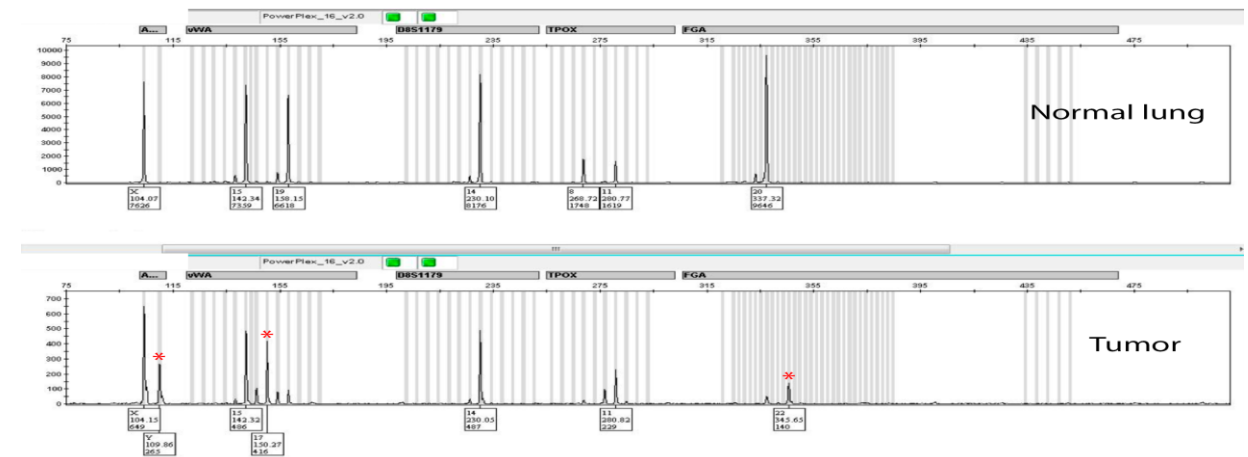 PowerPlex_16_v2.0
A... vWA D8S1179 TPOX FGA
75 115 155 195 235 275 315 355 395 435 475
10000
9000
8000
7000
6000
5000
4000
3000
2000
1000
0
Normal lung
X 15 19 14 8 11 20
104.07 142.34 158.15 230.10 268.72 280.77 337.32
7626 7359 6618 8176 1748 1619 9646
PowerPlex_16_v2.0
A... vWA D8S1179 TPOX FGA
75 115 155 195 235 275 315 355 395 435 475
700
600
500
400
300
200
100
0
* * *
Tumor
X 15 14 11 22
104.15 142.32 230.05 280.82 345.65
649 486 487 229 140
Y 17
109.86 150.27
265 416